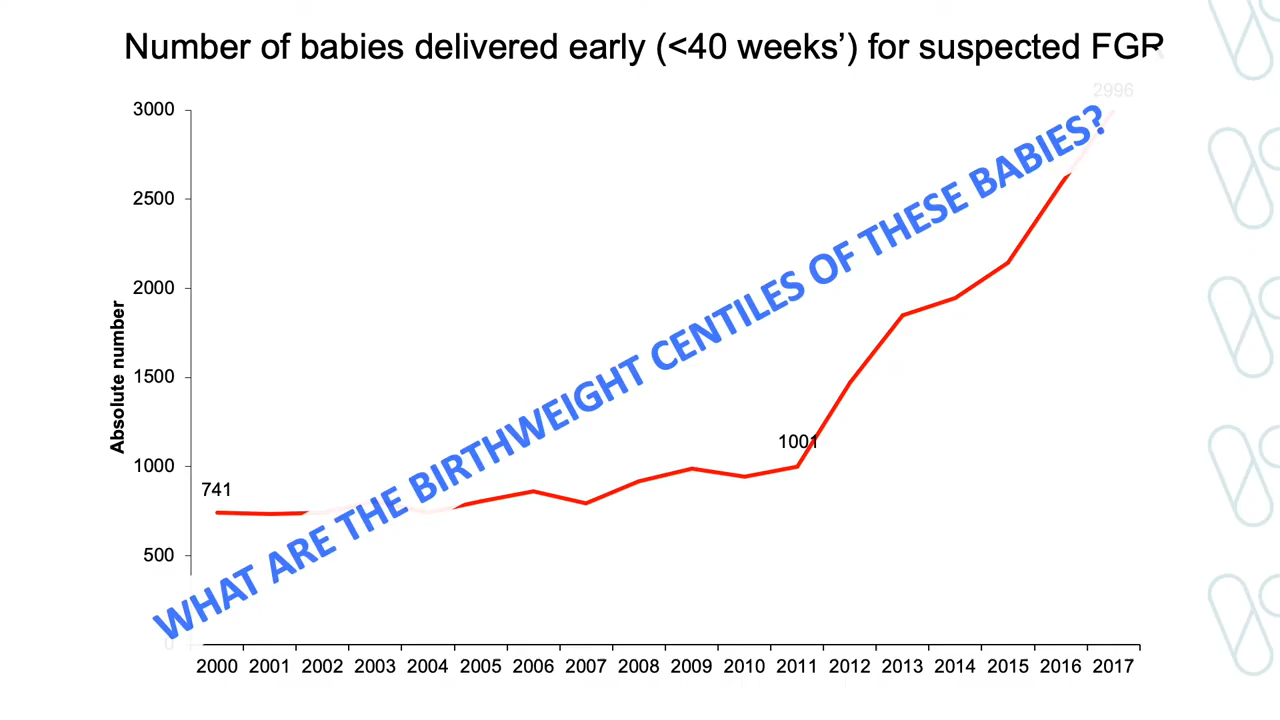 Number of babies delivered early (<40 weeks’) for suspected FGR
2996
3000
2500
2000
1500
1000
500
0
Absolute number
741
1001
WHAT ARE THE BIRTHWEIGHT CENTILES OF THESE BABIES?
2000 2001 2002 2003 2004 2005 2006 2007 2008 2009 2010 2011 2012 2013 2014 2015 2016 2017